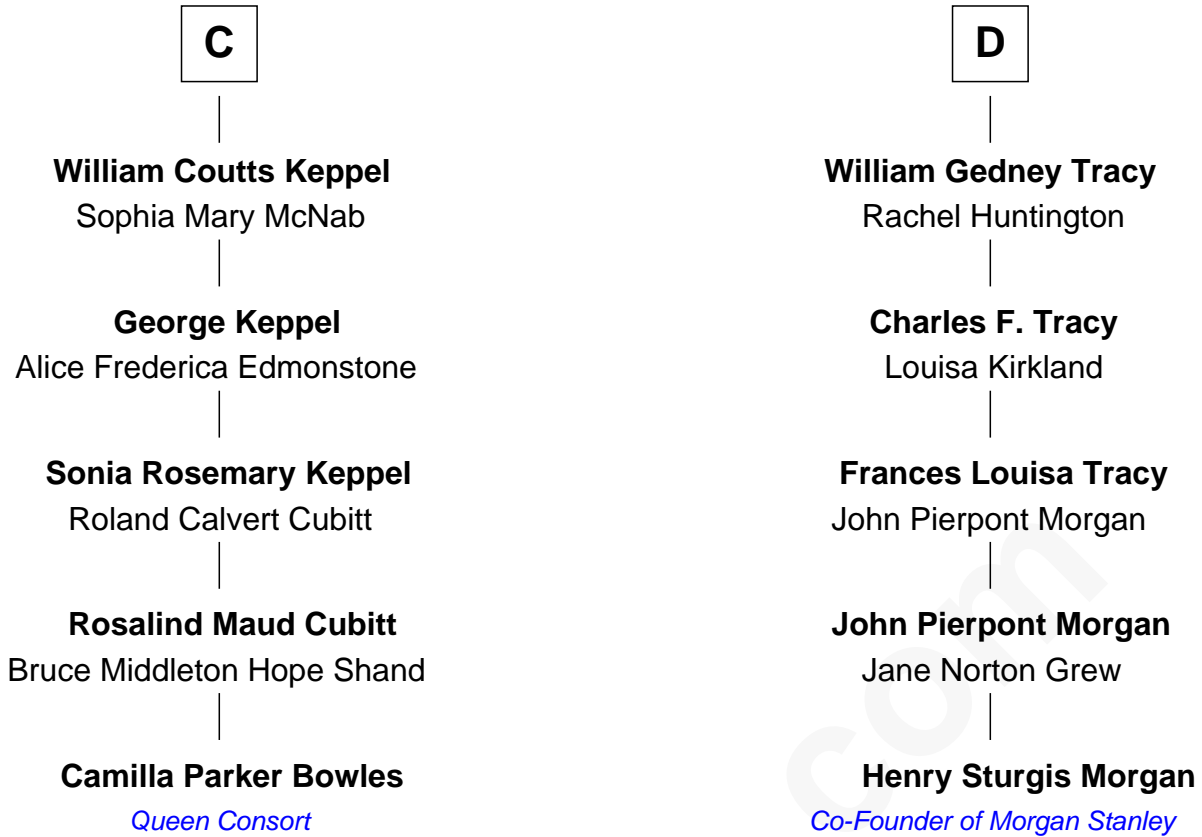 C
William Coutts Keppel
Sophia Mary McNab
George Keppel
Alice Frederica Edmonstone
Sonia Rosemary Keppel
Roland Calvert Cubitt
Rosalind Maud Cubitt
Bruce Middleton Hope Shand
Camilla Parker Bowles
Queen Consort
D
William Gedney Tracy
Rachel Huntington
Charles F. Tracy
Louisa Kirkland
Frances Louisa Tracy
John Pierpont Morgan
John Pierpont Morgan
Jane Norton Grew
Henry Sturgis Morgan
Co-Founder of Morgan Stanley
com